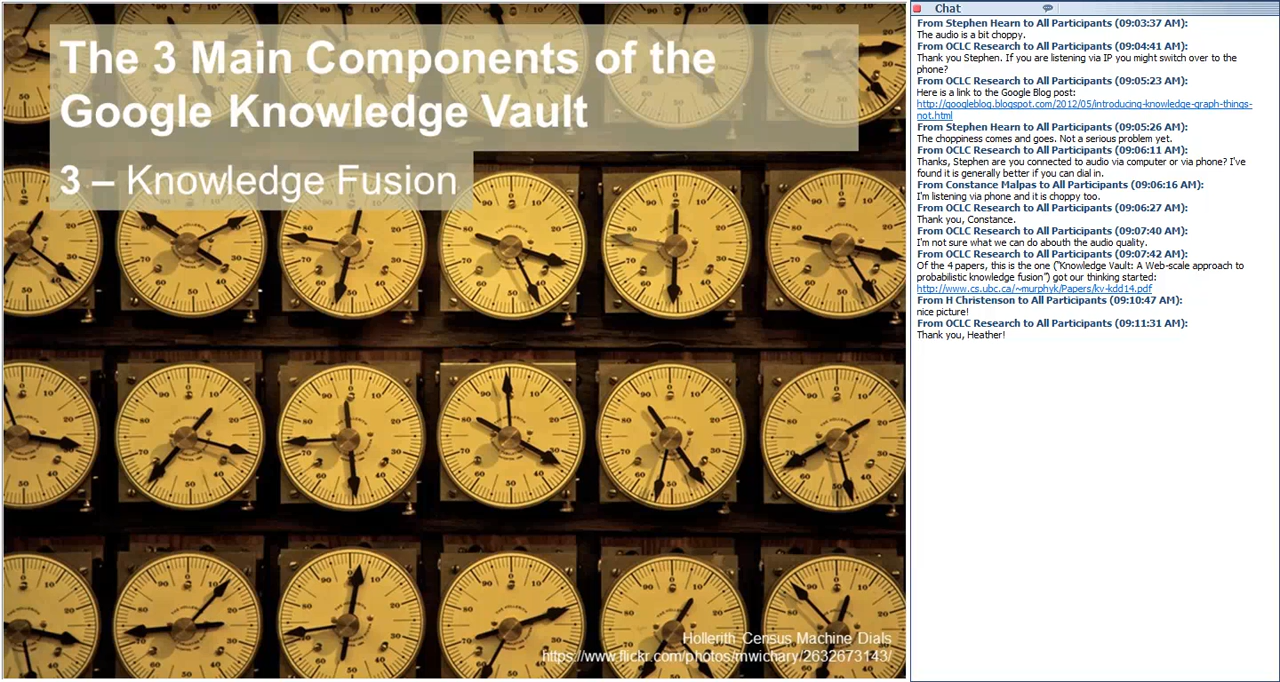 The 3 Main Components of the
Google Knowledge Vault
3 – Knowledge Fusion
Hollerith Census Machine Dials
https://www.flickr.com/photos/mwichary/2632673143/
Chat
From Stephen Hearn to All Participants (09:03:37 AM):
The audio is a bit choppy.
From OCLC Research to All Participants (09:04:41 AM):
Thank you Stephen. If you are listening via IP you might switch over to the
phone?
From OCLC Research to All Participants (09:05:23 AM):
Here is a link to the Google Blog post:
http://googleblog.blogspot.com/2012/05/introducing-knowledge-graph-things-
not.html
From Stephen Hearn to All Participants (09:05:26 AM):
The choppiness comes and goes. Not a serious problem yet.
From OCLC Research to All Participants (09:06:11 AM):
Thanks, Stephen are you connected to audio via computer or via phone? I've
found it is generally better if you can dial in.
From Constance Malpas to All Participants (09:06:16 AM):
I'm listening via phone and it is choppy too.
From OCLC Research to All Participants (09:06:27 AM):
Thank you, Constance.
From OCLC Research to All Participants (09:07:40 AM):
I'm not sure what we can do abouth the audio quality.
From OCLC Research to All Participants (09:07:42 AM):
Of the 4 papers, this is the one ("Knowledge Vault: A Web-scale approach to
probabilistic knowledge fusion") got our thinking started:
http://www.cs.ubc.ca/~murphyk/Papers/kv-kdd14.pdf
From H Christenson to All Participants (09:10:47 AM):
nice picture!
From OCLC Research to All Participants (09:11:31 AM):
Thank you, Heather!